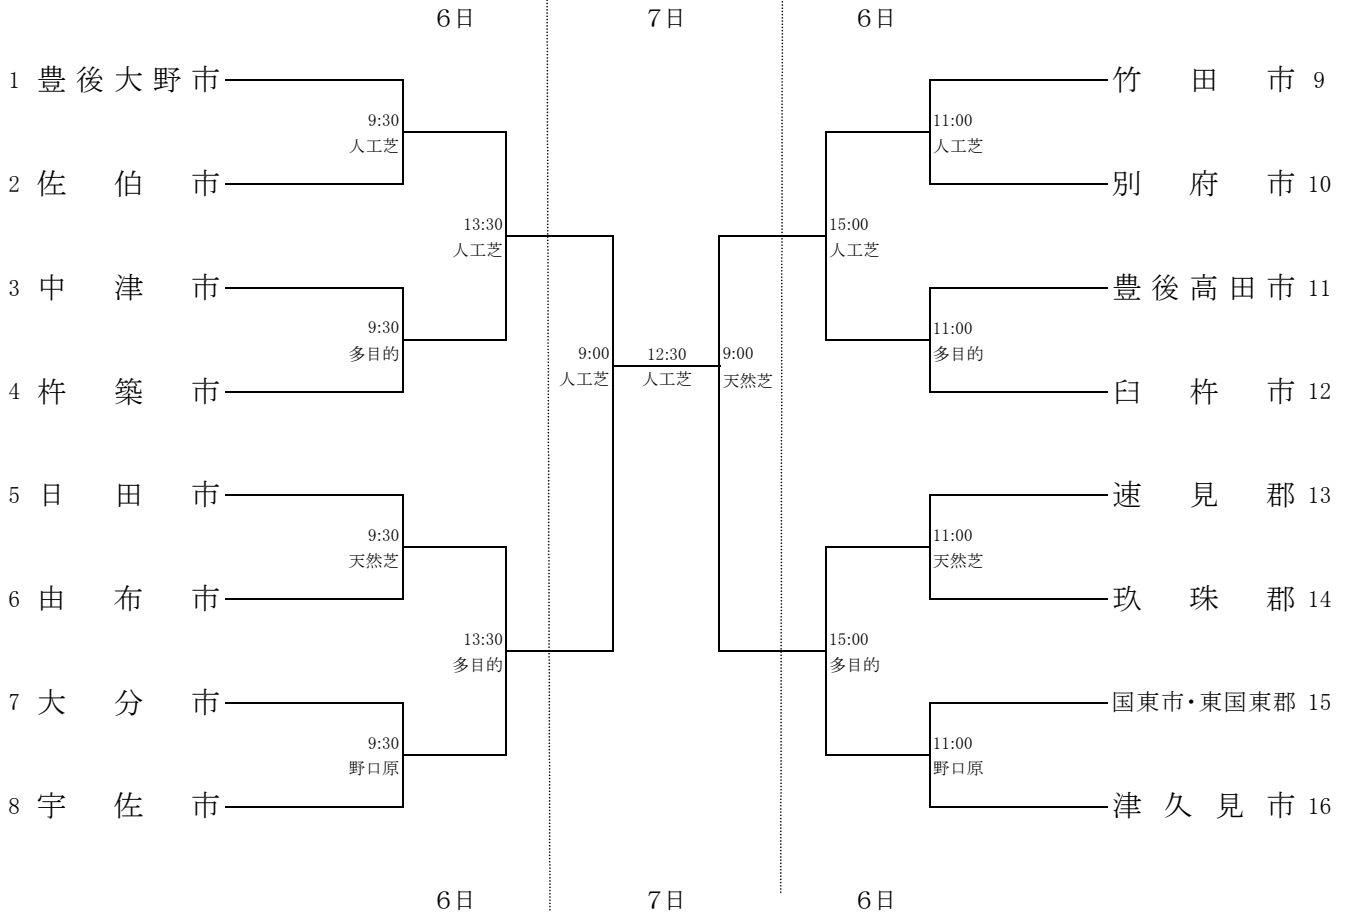 6日 7日 6日
1 豊後大野市
竹田市 9
9:30
人工芝
11:00
人工芝
2 佐伯市
別府市 10
13:30
人工芝
15:00
人工芝
3 中津市
豊後高田市 11
9:30
多目的
11:00
多目的
9:00
人工芝
12:30
人工芝
9:00
天然芝
4 杵築市
臼杵市 12
5 日田市
速見郡 13
9:30
天然芝
11:00
天然芝
6 由布市
玖珠郡 14
13:30
多目的
15:00
多目的
7 大分市
国東市・東国東郡 15
9:30
野口原
11:00
野口原
8 宇佐市
津久見市 16
6日 7日 6日